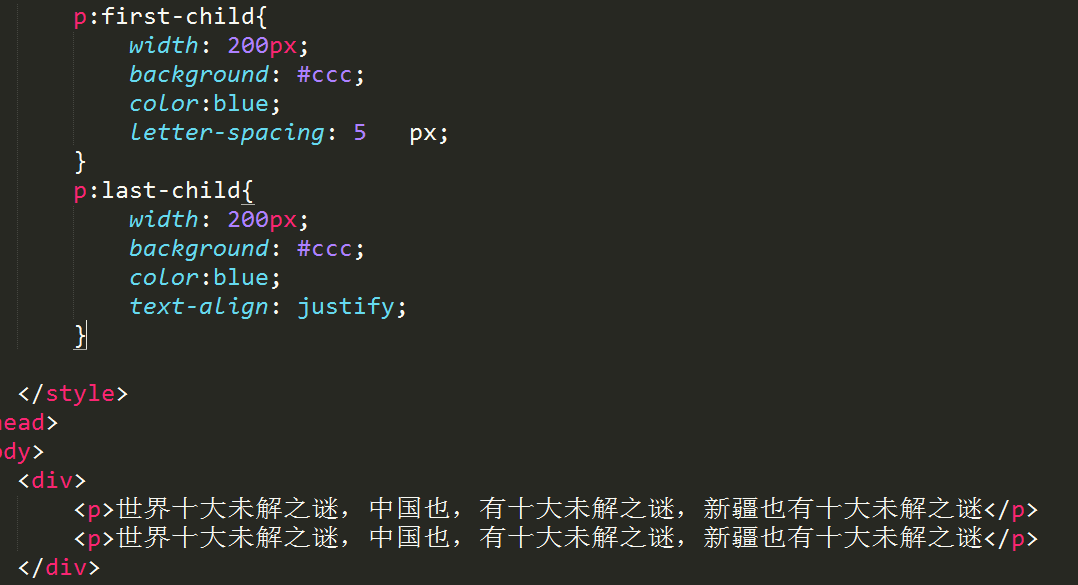 p:first-child{
width: 200px;
background: #ccc;
color:blue;
letter-spacing: 5   px;
}
p:last-child{
width: 200px;
background: #ccc;
color:blue;
text-align: justify;
}
</style>
ead>
dy>
<div>
<p>世界十大未解之谜，中国也，有十大未解之谜，新疆也有十大未解之谜</p>
<p>世界十大未解之谜，中国也，有十大未解之谜，新疆也有十大未解之谜</p>
</div>